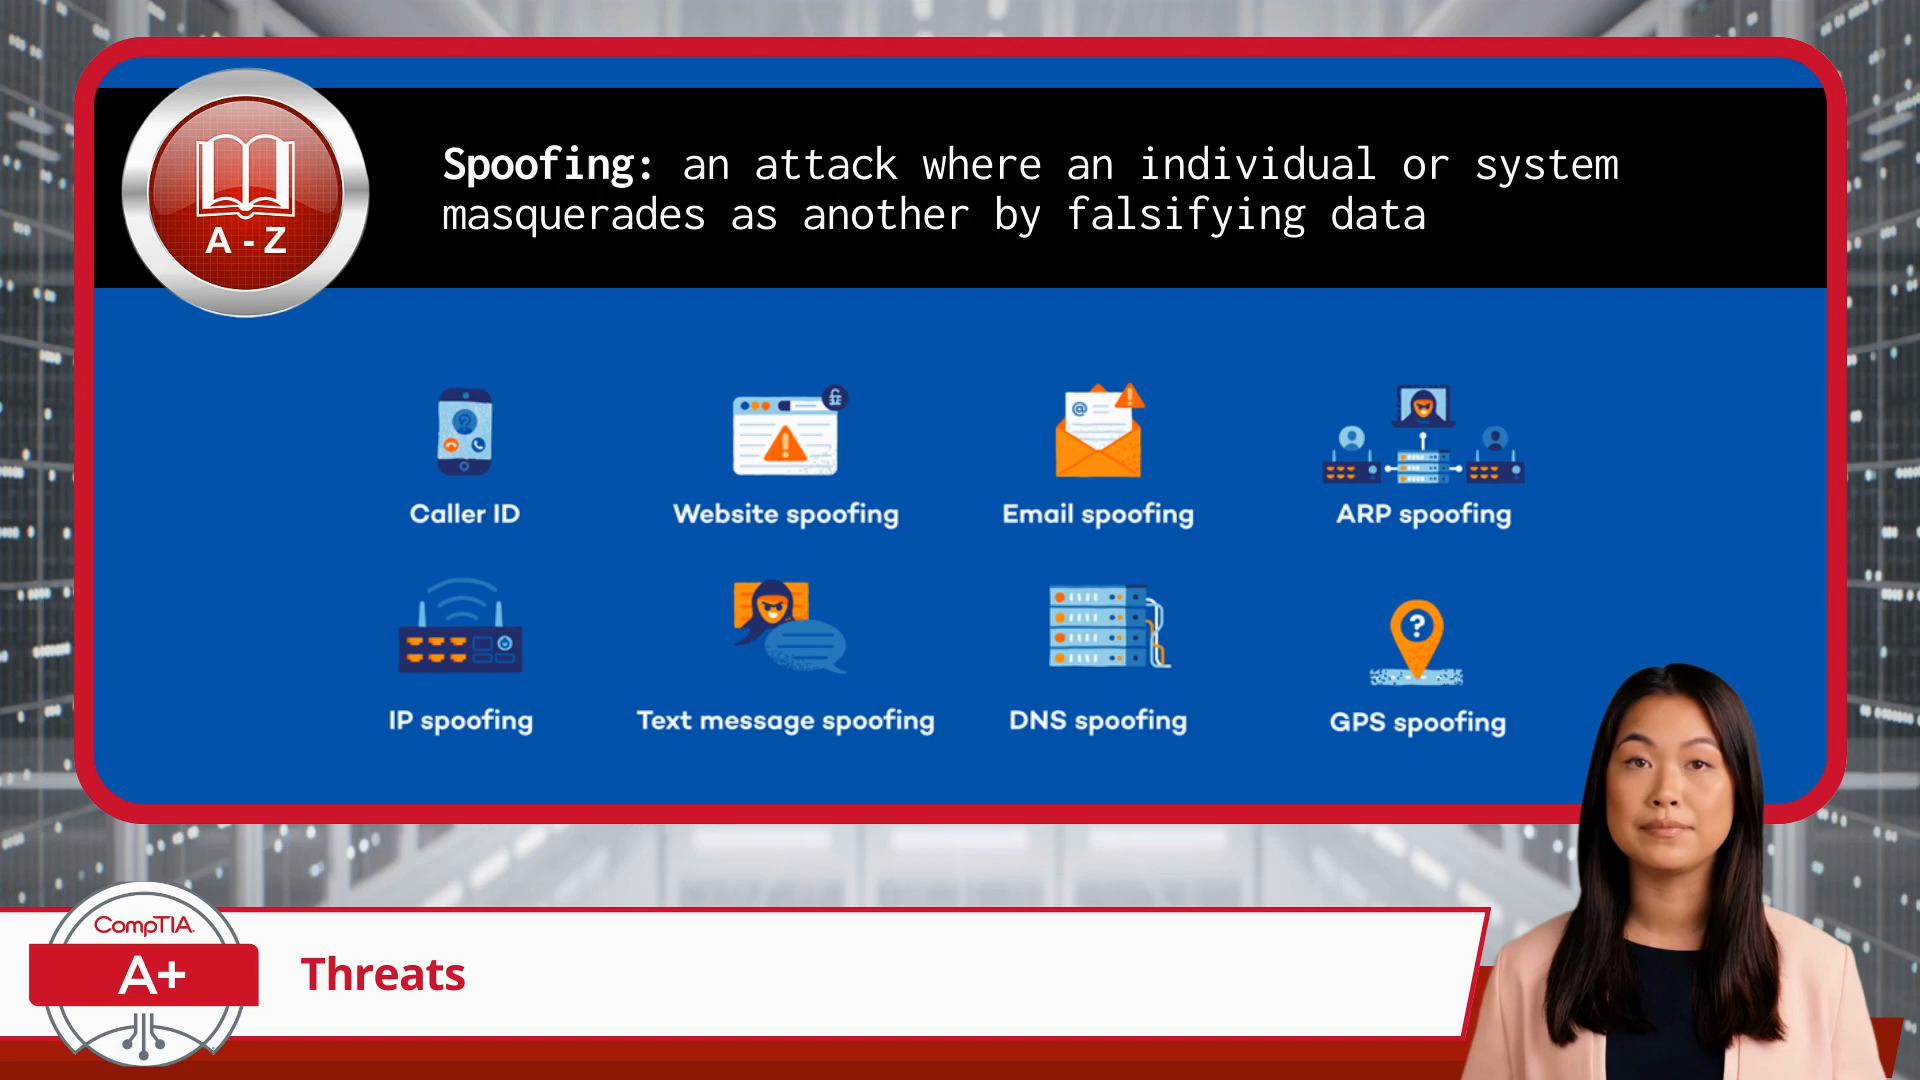 Spoofing: an attack where an individual or system
masquerades as another by falsifying data
A - Z
Caller ID
Website spoofing
Email spoofing
ARP spoofing
IP spoofing
Text message spoofing
DNS spoofing
GPS spoofing
CompTIA.
A+
Threats